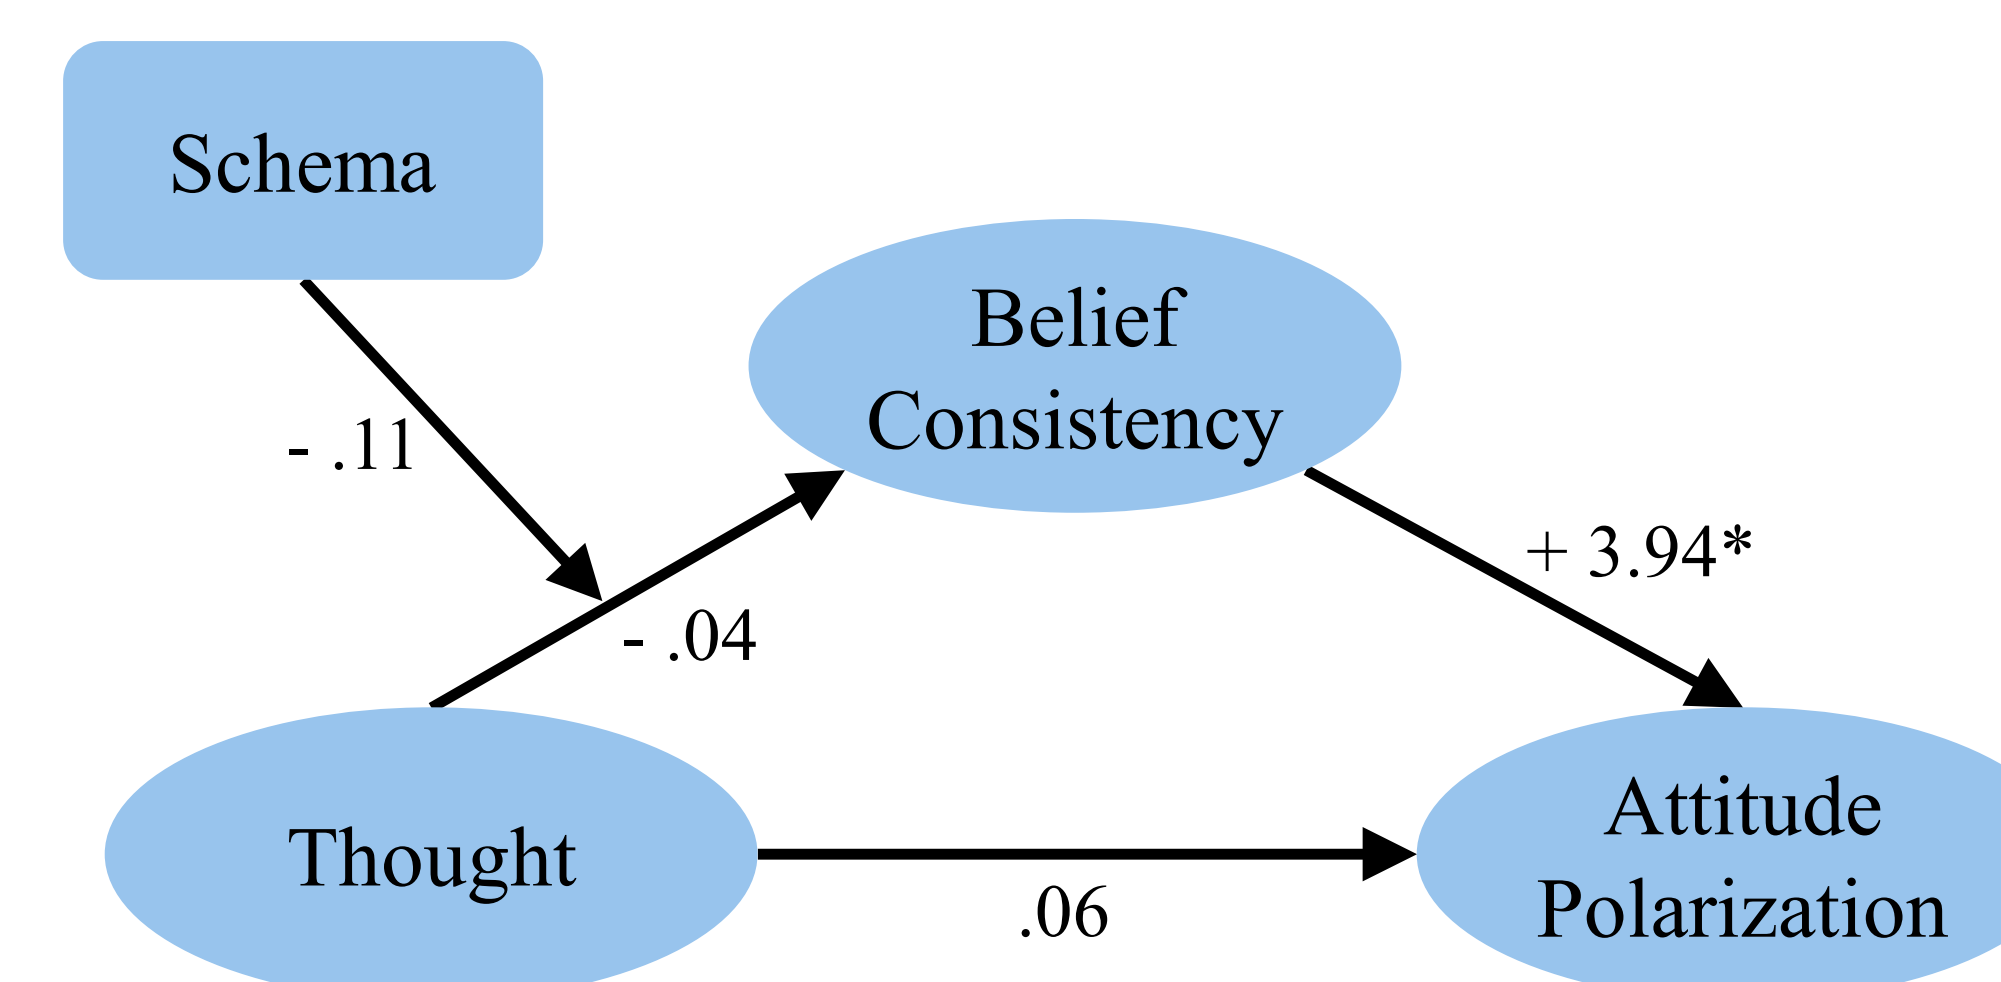 Schema
Belief
Consistency
- .11
+ 3.94*
- .04
Thought
Attitude
Polarization
.06